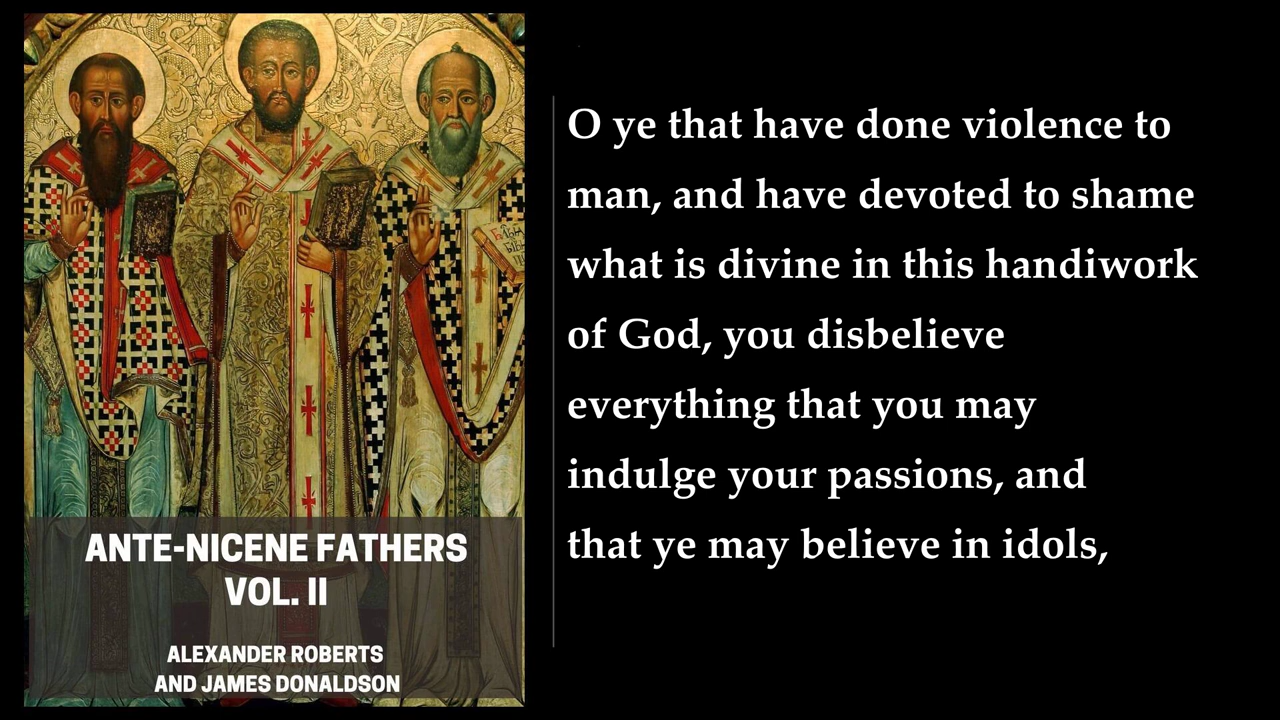 ANTE-NICENE FATHERS
VOL. II
ALEXANDER ROBERTS
AND JAMES DONALDSON
O ye that have done violence to
man, and have devoted to shame
what is divine in this handiwork
of God, you disbelieve
everything that you may
indulge your passions, and
that ye may believe in idols,